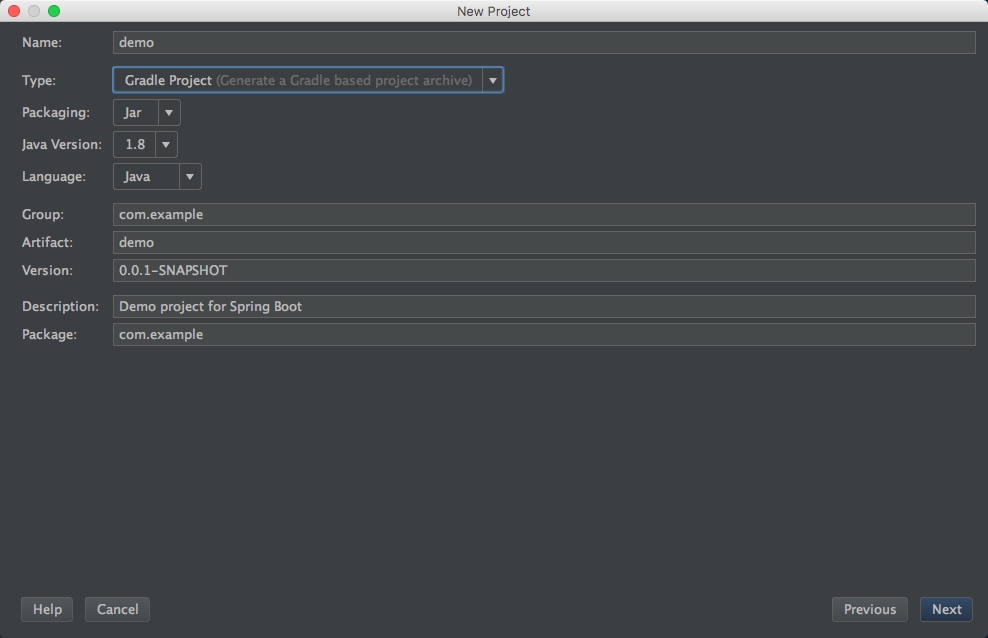 New Project
Name: demo
Type: Gradle Project (Generate a Gradle based project archive)
Packaging: Jar
Java Version: 1.8
Language: Java
Group: com.example
Artifact: demo
Version: 0.0.1-SNAPSHOT
Description: Demo project for Spring Boot
Package: com.example
Help Cancel Previous Next